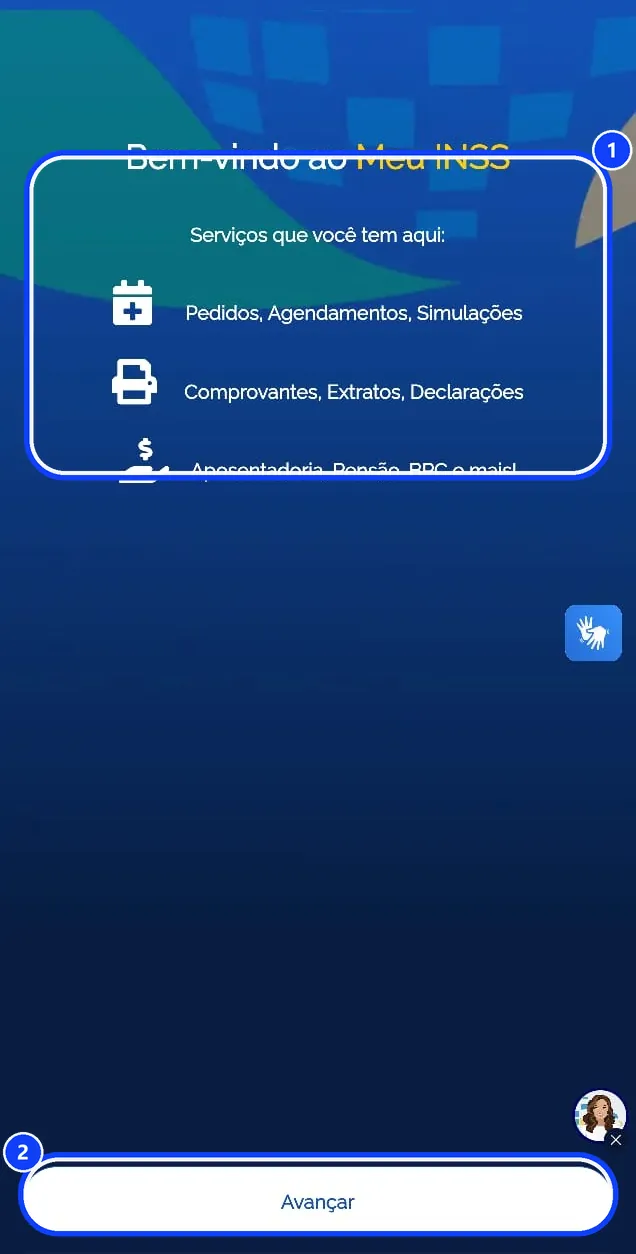 Bem-vindo ao Meu INSS
1
Serviços que você tem aqui:
Pedidos, Agendamentos, Simulações
Comprovantes, Extratos, Declarações
Aposentadoria, Pensão, BPC e mais!
2
Avançar